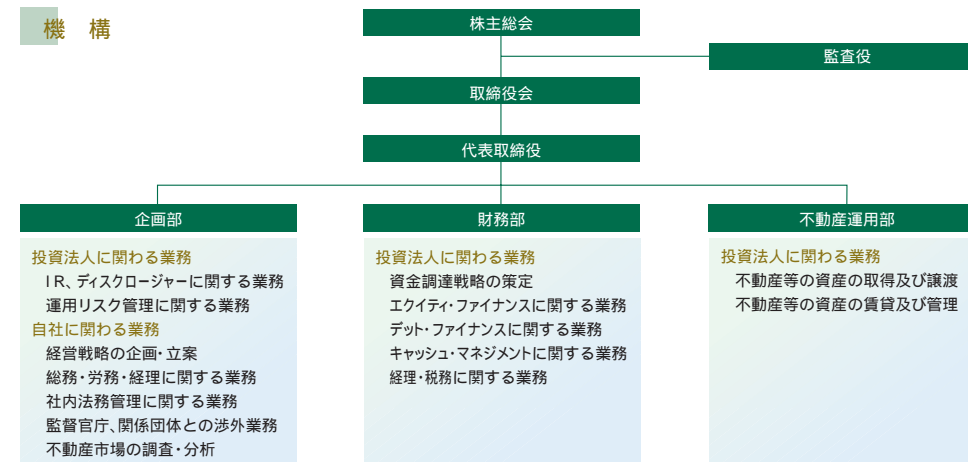 機 構
株主総会
監査役
取締役会
代表取締役
企画部
投資法人に関わる業務
IR、ディスクロージャーに関する業務
運用リスク管理に関する業務
自社に関わる業務
経営戦略の企画・立案
総務・労務・経理に関する業務
社内法務管理に関する業務
監督官庁、関係団体との渉外業務
不動産市場の調査・分析
財務部
投資法人に関わる業務
資金調達戦略の策定
エクイティ・ファイナンスに関する業務
デット・ファイナンスに関する業務
キャッシュ・マネジメントに関する業務
経理・税務に関する業務
不動産運用部
投資法人に関わる業務
不動産等の資産の取得及び譲渡
不動産等の資産の賃貸及び管理